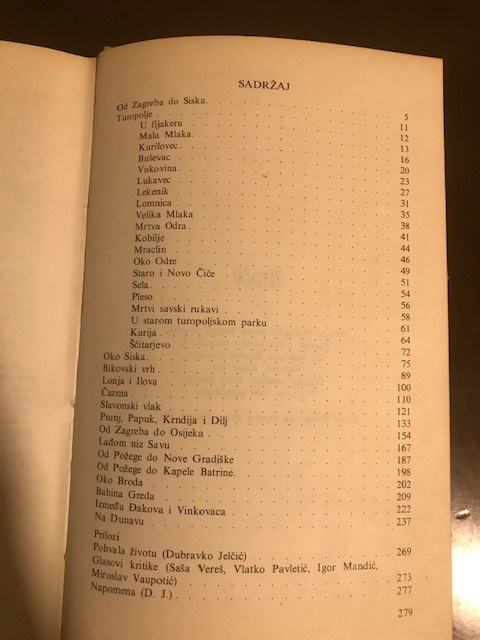 SADRŽAJ
Od Zagreba do Siska. 5
Turopolje 11
U fijakeru 12
Mala Mlaka 13
Kurilovec 16
Buševac 20
Vukovina 23
Lukavec 27
Lekenik 31
Lomnica 35
Velika Mlaka 38
Mrtva Odra 41
Kobilje 44
Mraclin 46
Oko Odre 49
Staro i Novo Čiče 51
Sela 54
Pleso 56
Mrtvi savski rukavi 58
U starom turopoljskom parku 61
Kurija 64
Ščitarjevo 72
Oko Siska 75
Bikovski vrh 89
Lonja i Ilova 100
Čazma 110
Slavonski vlak 121
Psunj, Papuk, Krndija i Dilj 133
Od Zagreba do Osijeka 154
Lađom niz Savu 167
Od Požege do Nove Gradiške 187
Od Požege do Kapele Batrine. 198
Oko Broda 202
Babina Greda 209
Između Đakova i Vinkovaca 222
Na Dunavu 237
Prilozi
Pohvala životu (Dubravko Jelčić) 269
Glasovi kritike (Saša Vereš, Vlatko Pavletić, Igor Mandić,
Miroslav Vaupotić) 273
Napomena (D. J.) 277
279